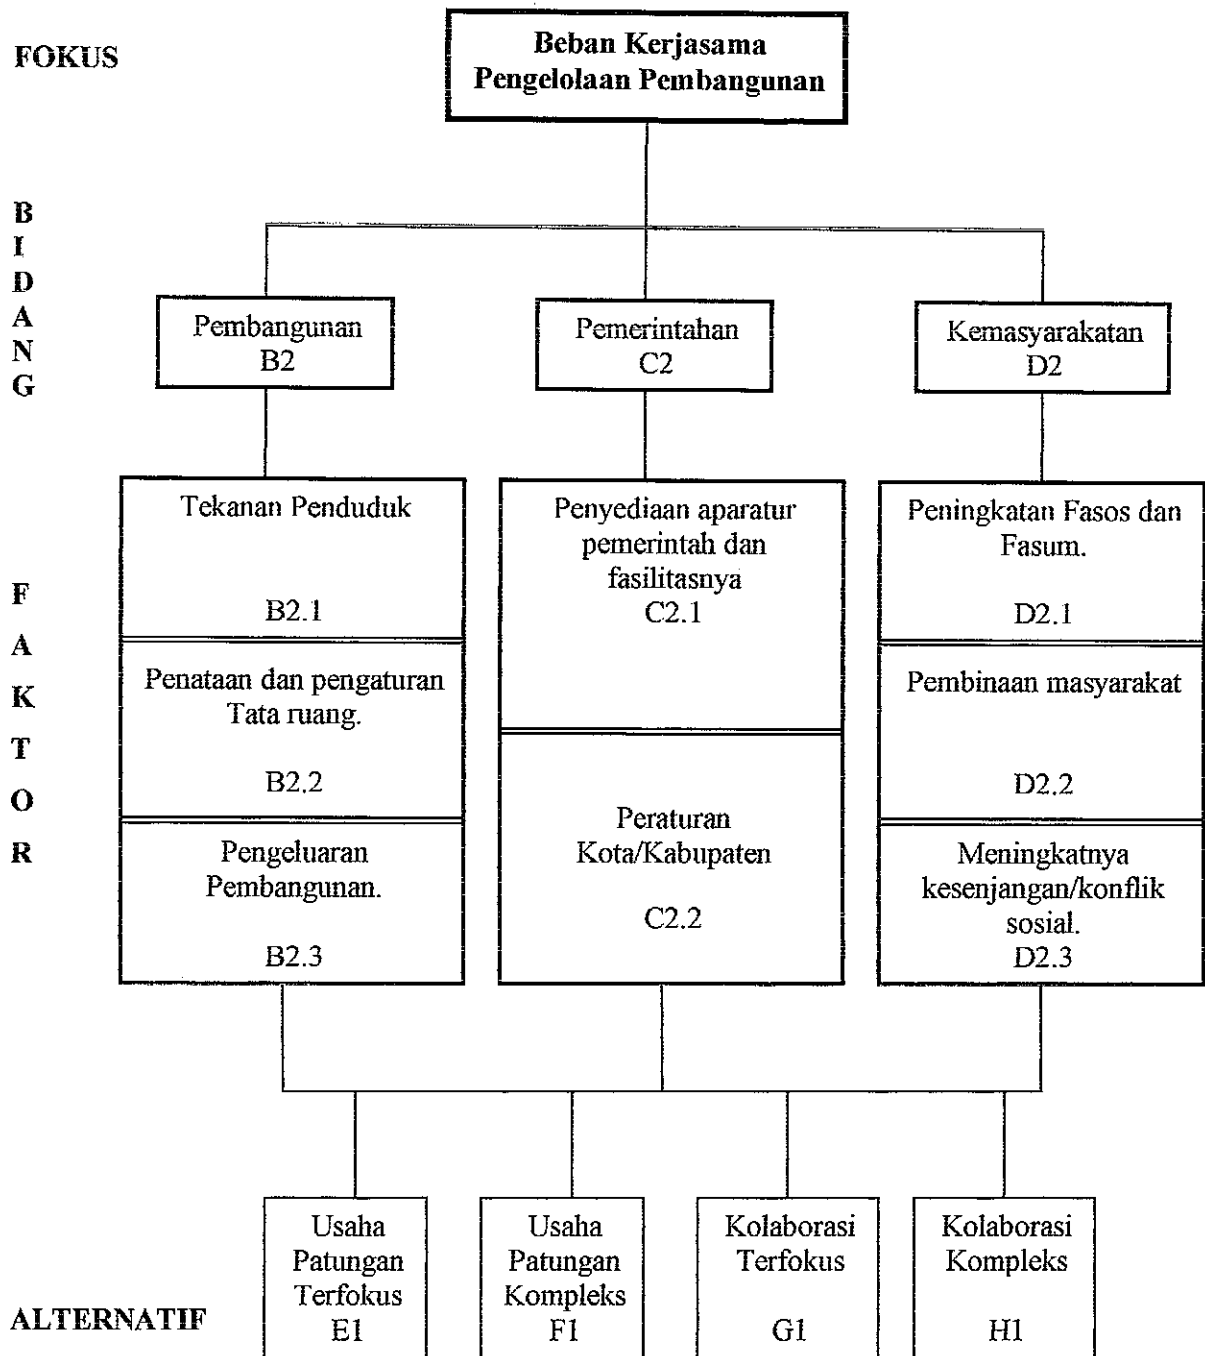 FOKUS
Beban Kerjasama
Pengelolaan Pembangunan
B
I
D
A
N
G
Pembangunan
B2
Pemerintahan
C2
Kemasyarakatan
D2
F
A
K
T
O
R
Tekanan Penduduk
B2.1
Penataan dan pengaturan
Tata ruang.
B2.2
Pengeluaran
Pembangunan.
B2.3
Penyediaan aparatur
pemerintah dan
fasilitasnya
C2.1
Peraturan
Kota/Kabupaten
C2.2
Peningkatan Fasos dan
Fasum.
D2.1
Pembinaan masyarakat
D2.2
Meningkatnya
kesenjangan/konflik
sosial.
D2.3
ALTERNATIF
Usaha
Patungan
Terfokus
E1
Usaha
Patungan
Kompleks
F1
Kolaborasi
Terfokus
G1
Kolaborasi
Kompleks
H1